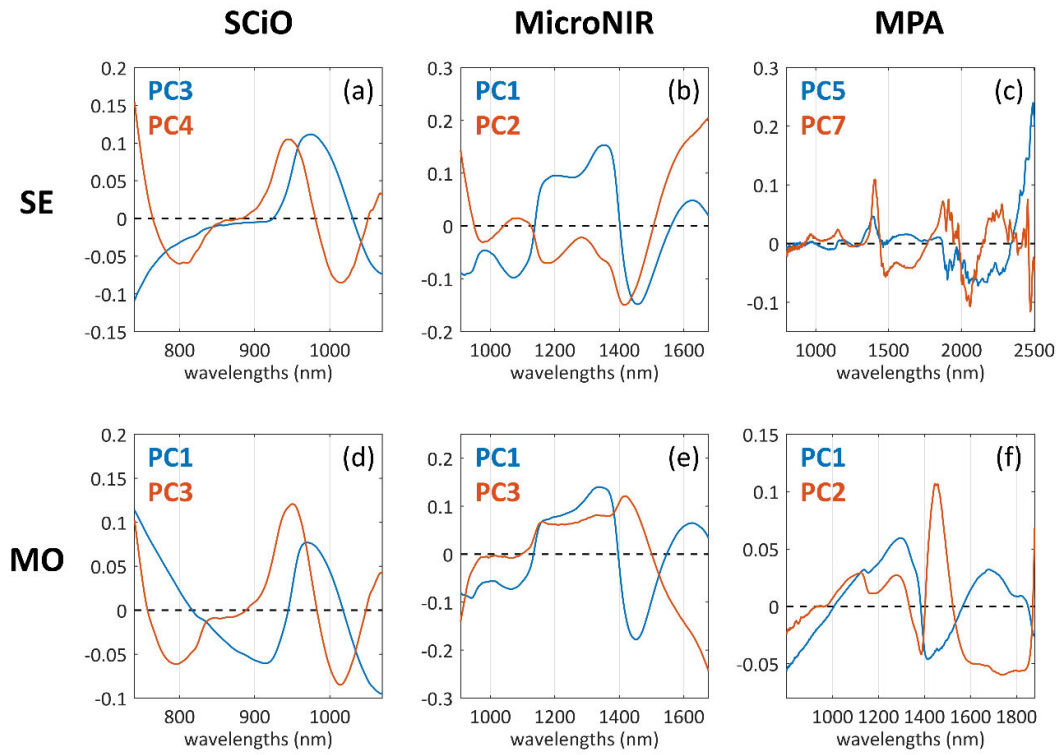 SCiO MicroNIR MPA
SE
MO
(a)
PC3
PC4
0.2
0.15
0.1
0.05
0
-0.05
-0.1
-0.15
800 900 1000
wavelengths (nm)
(b)
PC1
PC2
0.3
0.2
0.1
0
-0.1
-0.2
1000 1200 1400 1600
wavelengths (nm)
(c)
PC5
PC7
0.3
0.2
0.1
0
-0.1
1000 1500 2000 2500
wavelengths (nm)
(d)
PC1
PC3
0.2
0.15
0.1
0.05
0
-0.05
-0.1
800 900 1000
wavelengths (nm)
(e)
PC1
PC3
0.2
0.1
0
-0.1
-0.2
-0.3
1000 1200 1400 1600
wavelengths (nm)
(f)
PC1
PC2
0.15
0.1
0.05
0
-0.05
1000 1200 1400 1600 1800
wavelengths (nm)